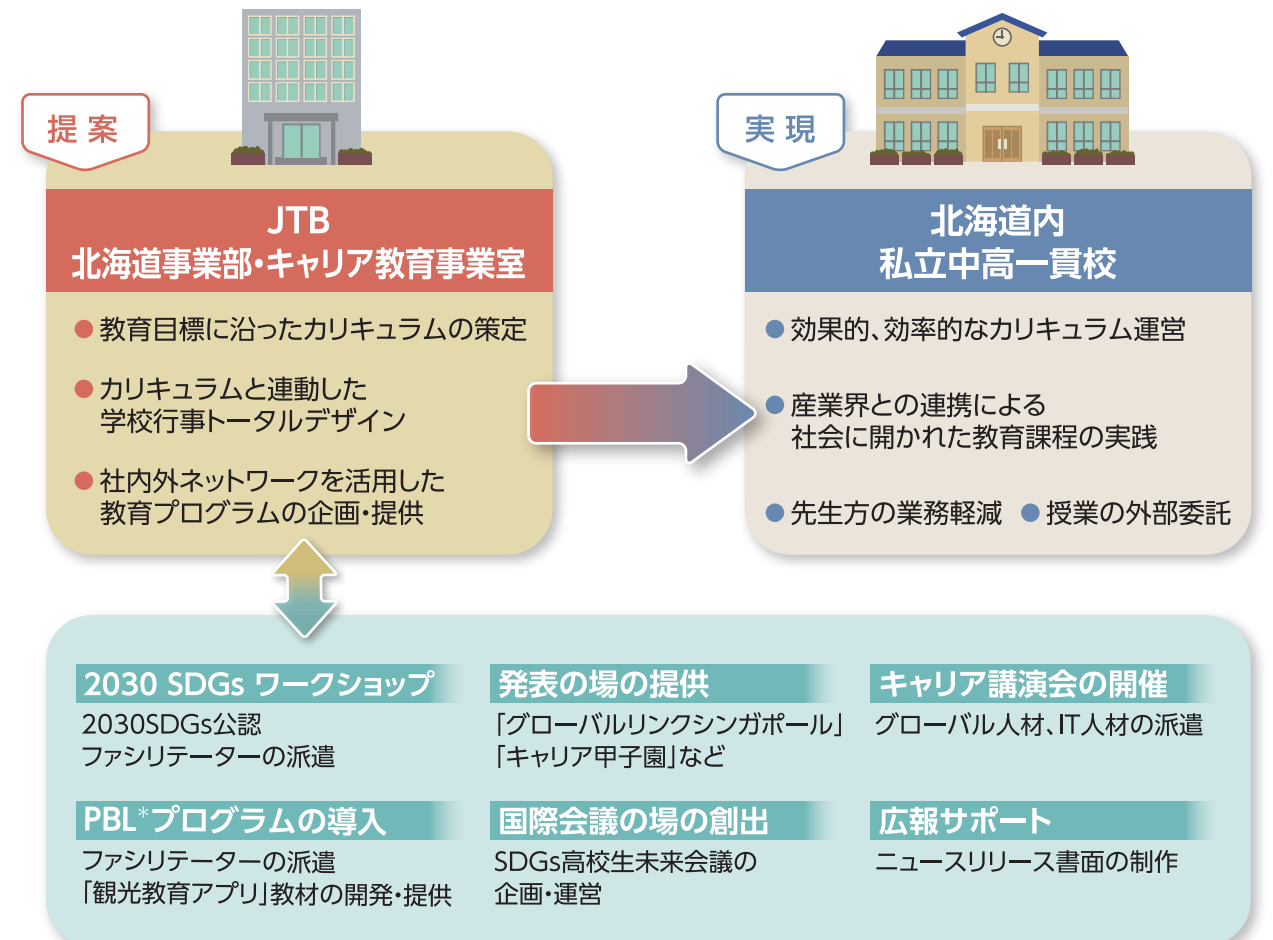 提案
JTB
北海道事業部・キャリア教育事業室
●教育目標に沿ったカリキュラムの策定
●カリキュラムと連動した
学校行事トータルデザイン
●社内外ネットワークを活用した
教育プログラムの企画・提供
実現
北海道内
私立中高一貫校
●効果的、効率的なカリキュラム運営
●産業界との連携による
社会に開かれた教育課程の実践
●先生方の業務軽減 ●授業の外部委託
2030 SDGs ワークショップ
2030SDGs公認
ファシリテーターの派遣
発表の場の提供
「グローバルリンクシンガポール」
「キャリア甲子園」など
キャリア講演会の開催
グローバル人材、IT人材の派遣
PBL*プログラムの導入
ファシリテーターの派遣
「観光教育アプリ」教材の開発・提供
国際会議の場の創出
SDGs高校生未来会議の
企画・運営
広報サポート
ニュースリリース書面の制作